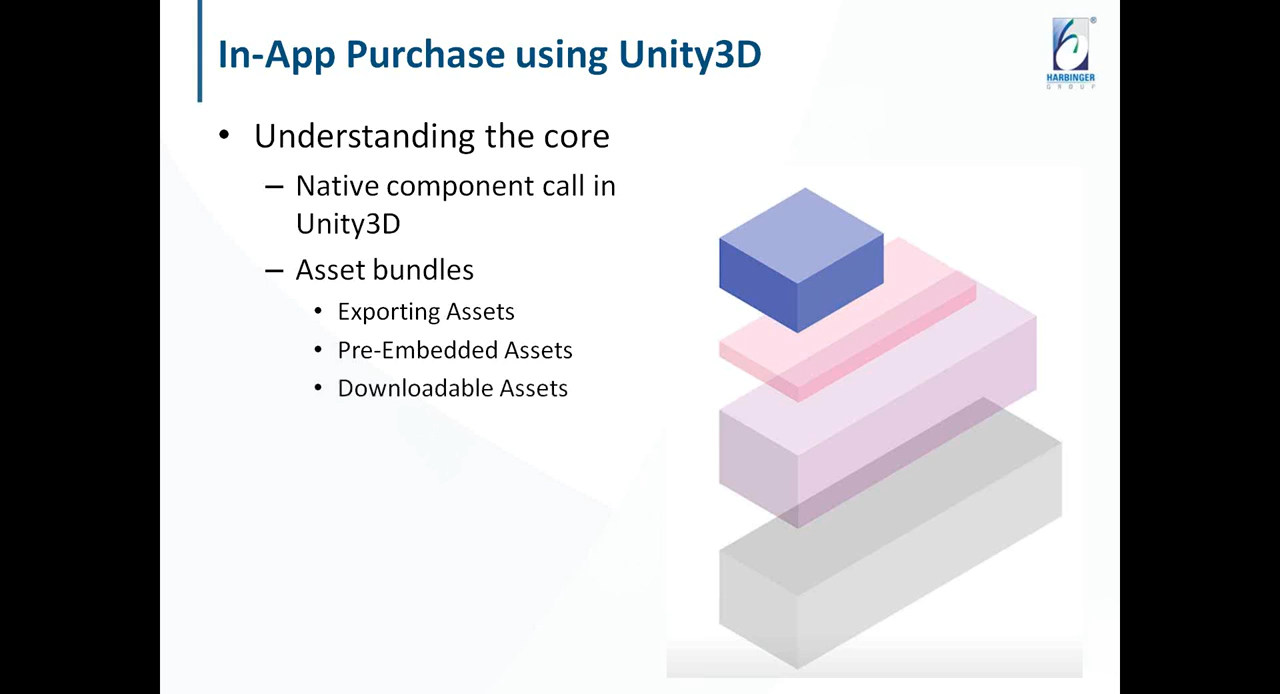 In-App Purchase using Unity3D
®
HARBINGER
GROUP
• Understanding the core
– Native component call in
Unity3D
– Asset bundles
• Exporting Assets
• Pre-Embedded Assets
• Downloadable Assets